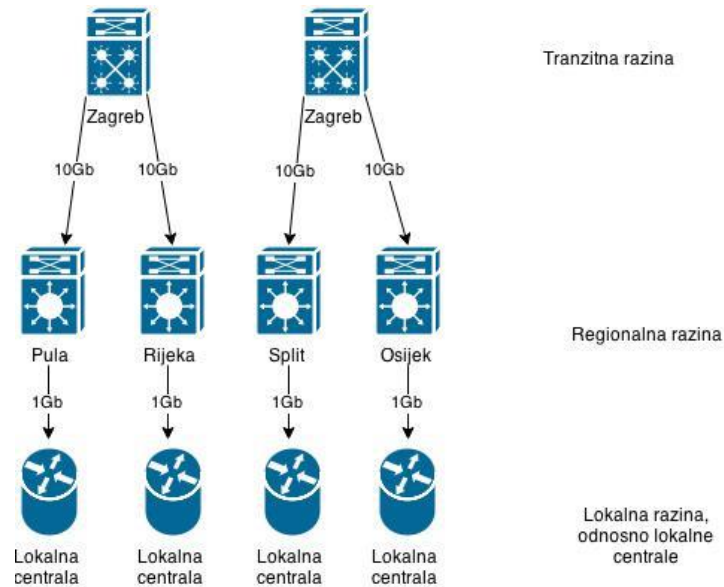 Tranzitna razina
Zagreb
Zagreb
10Gb
10Gb
10Gb
10Gb
Regionalna razina
Pula
Rijeka
Split
Osijek
1Gb
1Gb
1Gb
1Gb
Lokalna razina,
odnosno lokalne
centrale
Lokalna
centrala
Lokalna
centrala
Lokalna
centrala
Lokalna
centrala